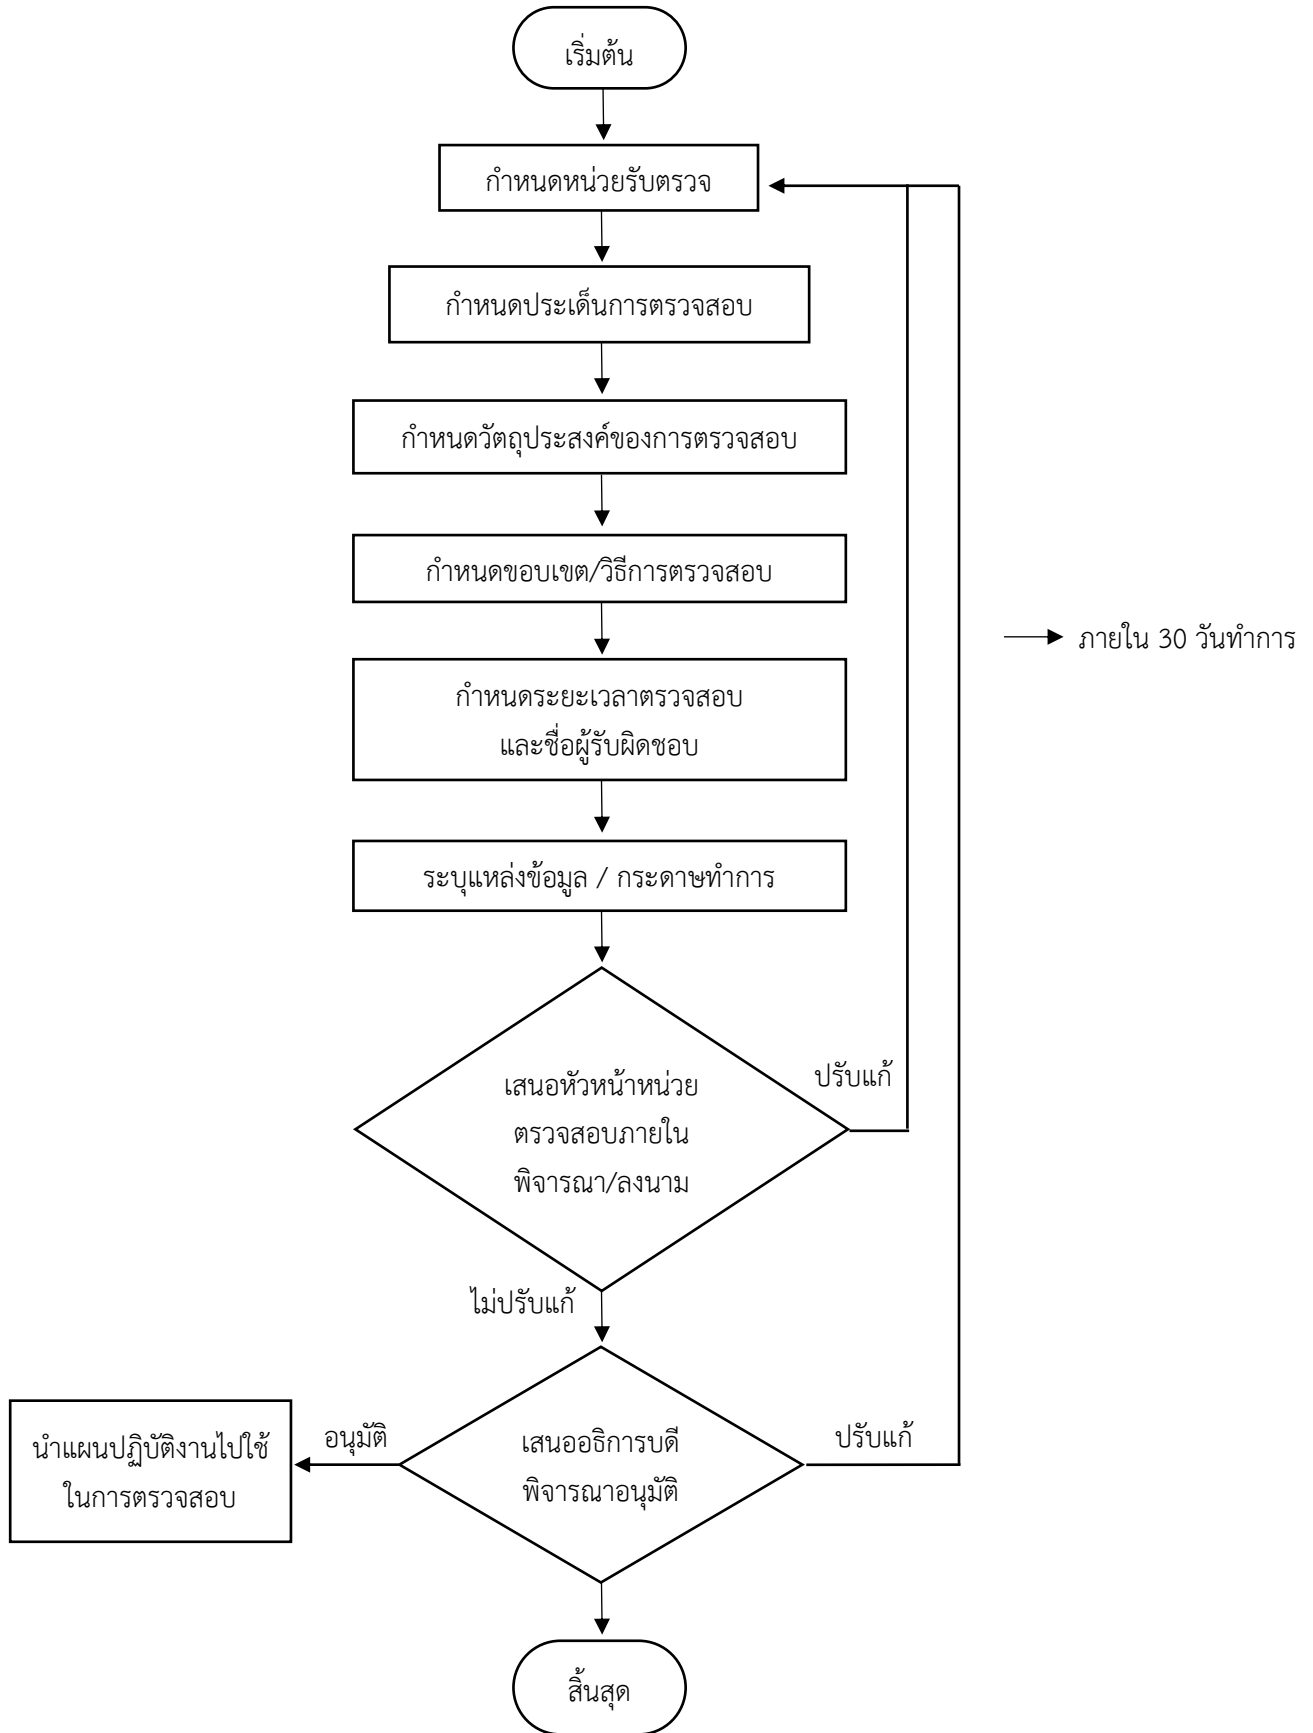 เริ่มต้น
กำหนดหน่วยรับตรวจ
กำหนดประเด็นการตรวจสอบ
กำหนดวัตถุประสงค์ของการตรวจสอบ
กำหนดขอบเขต/วิธีการตรวจสอบ
ภายใน 30 วันทำการ
กำหนดระยะเวลาตรวจสอบ
และชื่อผู้รับผิดชอบ
ระบุแหล่งข้อมูล / กระดาษทำการ
เสนอหัวหน้าหน่วย
ตรวจสอบภายใน
พิจารณา/ลงนาม
ปรับแก้
ไม่ปรับแก้
เสนออธิการบดี
พิจารณาอนุมัติ
ปรับแก้
อนุมัติ
นำแผนปฏิบัติงานไปใช้
ในการตรวจสอบ
สิ้นสุด